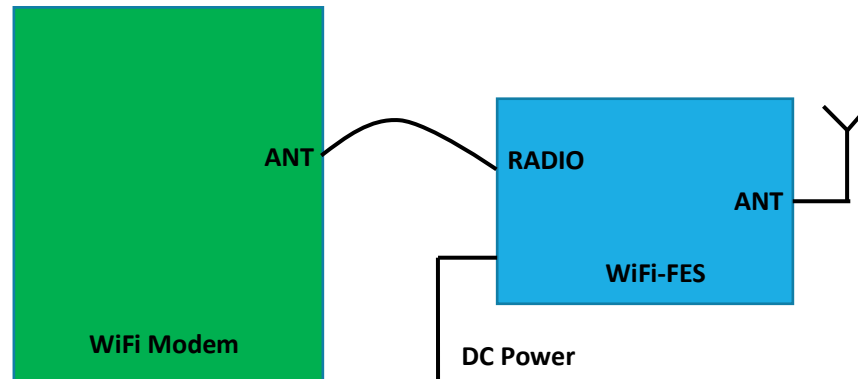 ANT
RADIO
ANT
WiFi-FES
WiFi Modem
DC Power